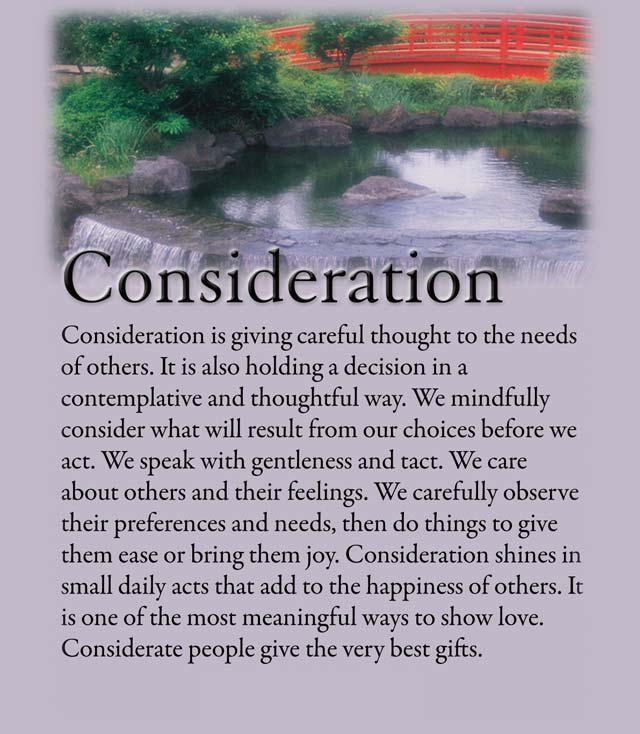 Consideration
Consideration is giving careful thought to the needs
of others. It is also holding a decision in a
contemplative and thoughtful way. We mindfully
consider what will result from our choices before we
act. We speak with gentleness and tact. We care
about others and their feelings. We carefully observe
their preferences and needs, then do things to give
them ease or bring them joy. Consideration shines in
small daily acts that add to the happiness of others. It
is one of the most meaningful ways to show love.
Considerate people give the very best gifts.